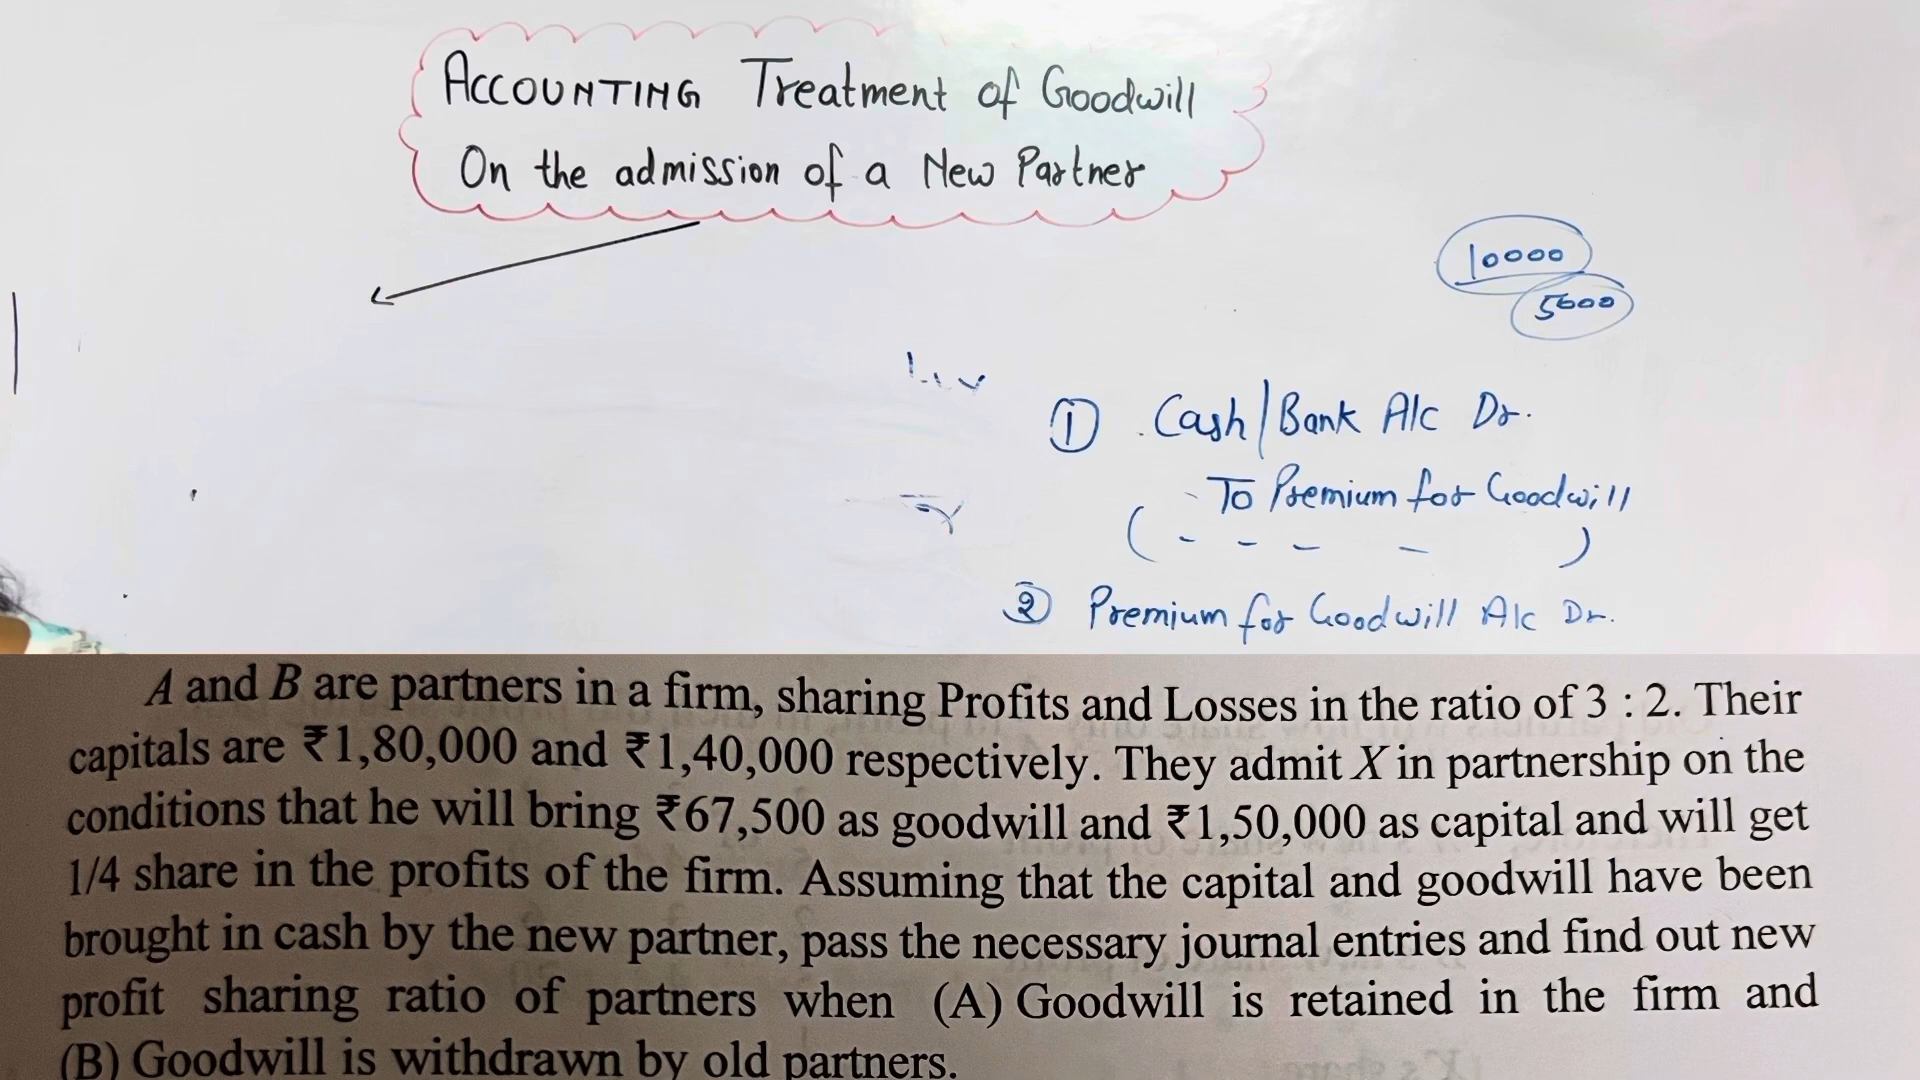 ACCOUNTING Treatment of Goodwill
On the admission of a New Partner
10000
5000
① Cash/Bank A/c Dr.
To Premium for Goodwill
( - - - - )
② Premium for Goodwill A/c Dr.
A and B are partners in a firm, sharing Profits and Losses in the ratio of 3 : 2. Their
capitals are ₹1,80,000 and ₹1,40,000 respectively. They admit X in partnership on the
conditions that he will bring ₹67,500 as goodwill and ₹1,50,000 as capital and will get
1/4 share in the profits of the firm. Assuming that the capital and goodwill have been
brought in cash by the new partner, pass the necessary journal entries and find out new
profit sharing ratio of partners when (A) Goodwill is retained in the firm and
(B) Goodwill is withdrawn by old partners.